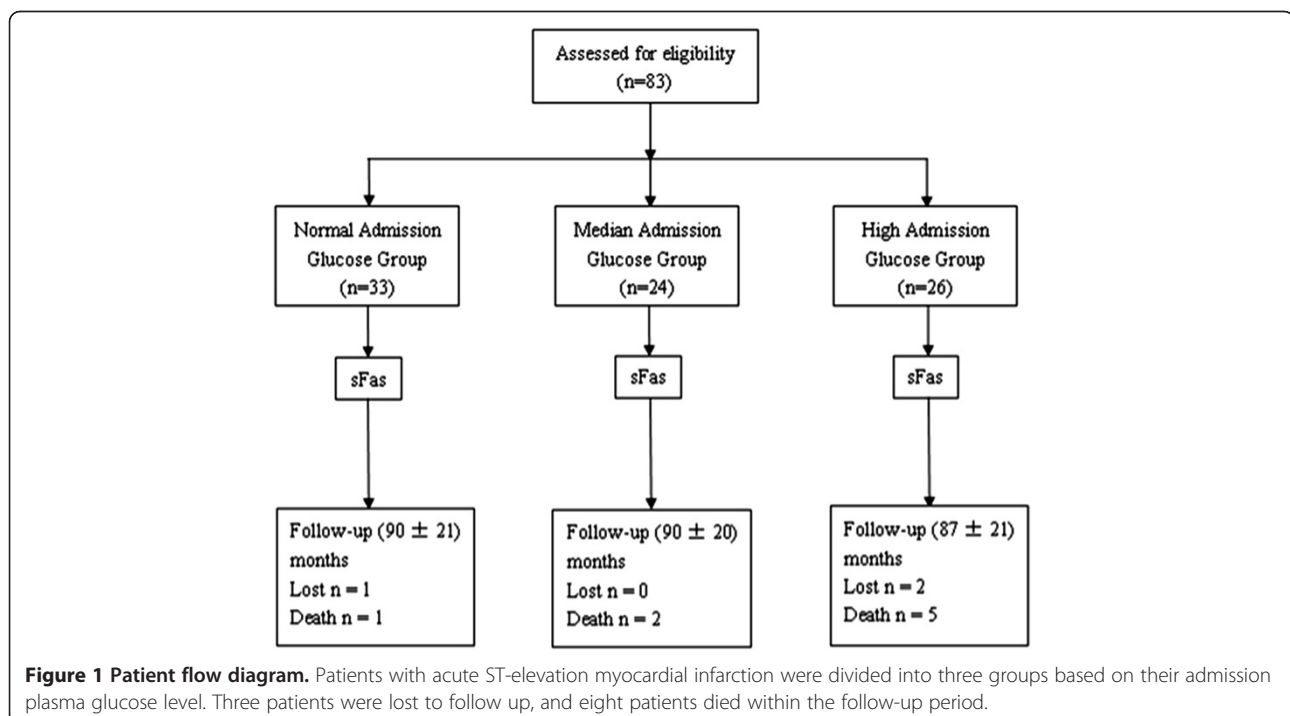 Assessed for eligibility
(n=83)
Normal Admission
Glucose Group
(n=33)
Median Admission
Glucose Group
(n=24)
High Admission
Glucose Group
(n=26)
sFas
sFas
sFas
Follow-up (90 ± 21)
months
Lost n = 1
Death n = 1
Follow-up (90 ± 20)
months
Lost n = 0
Death n = 2
Follow-up (87 ± 21)
months
Lost n = 2
Death n = 5
Figure 1 Patient flow diagram. Patients with acute ST-elevation myocardial infarction were divided into three groups based on their admission
plasma glucose level. Three patients were lost to follow up, and eight patients died within the follow-up period.